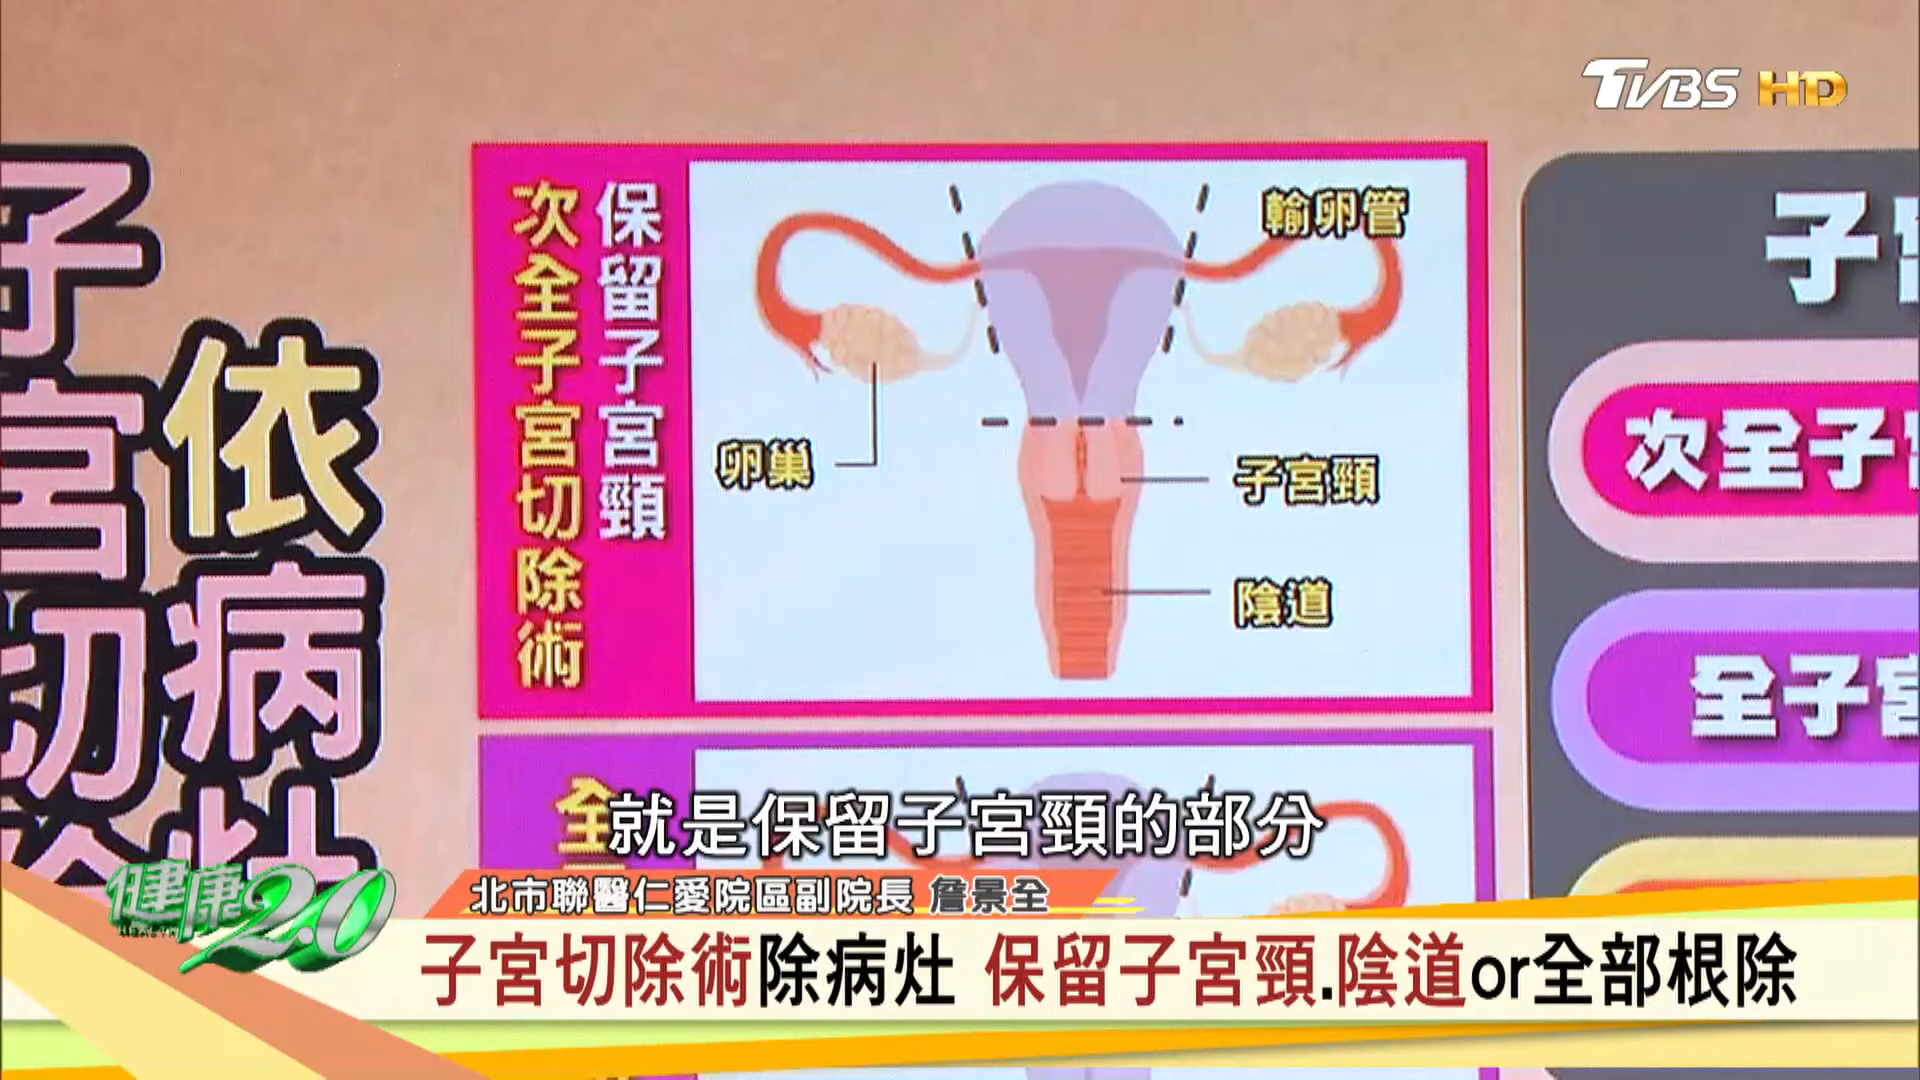 TVBS HD
子宮切除
依病灶
保留子宮頸
次全子宮切除術
輸卵管
卵巢
子宮頸
陰道
子宮
次全子宮
全子宮
全
就是保留子宮頸的部分
健康2.0
HEALTH
北市聯醫仁愛院區副院長 詹景全
子宮切除術除病灶 保留子宮頸.陰道or全部根除